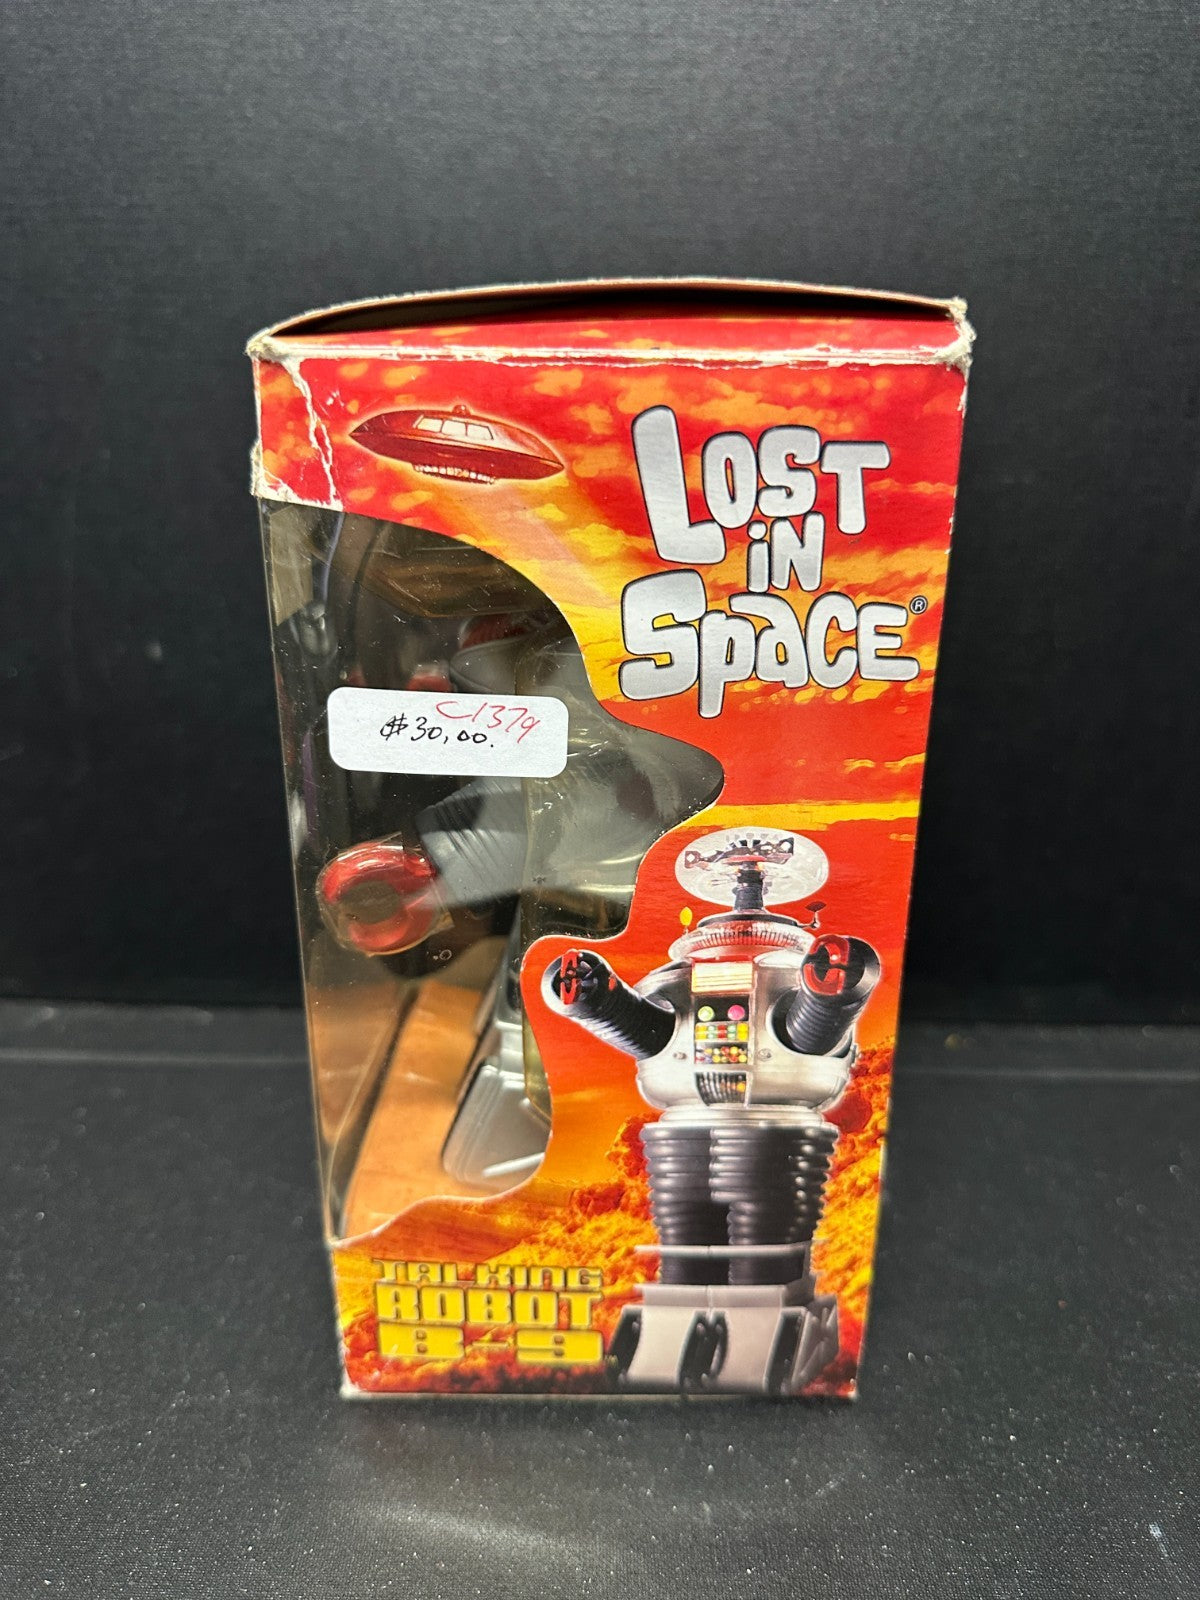 LOST
iN
SpaCE®
C1379
$30,00.
TALKING
ROBOT
B-9